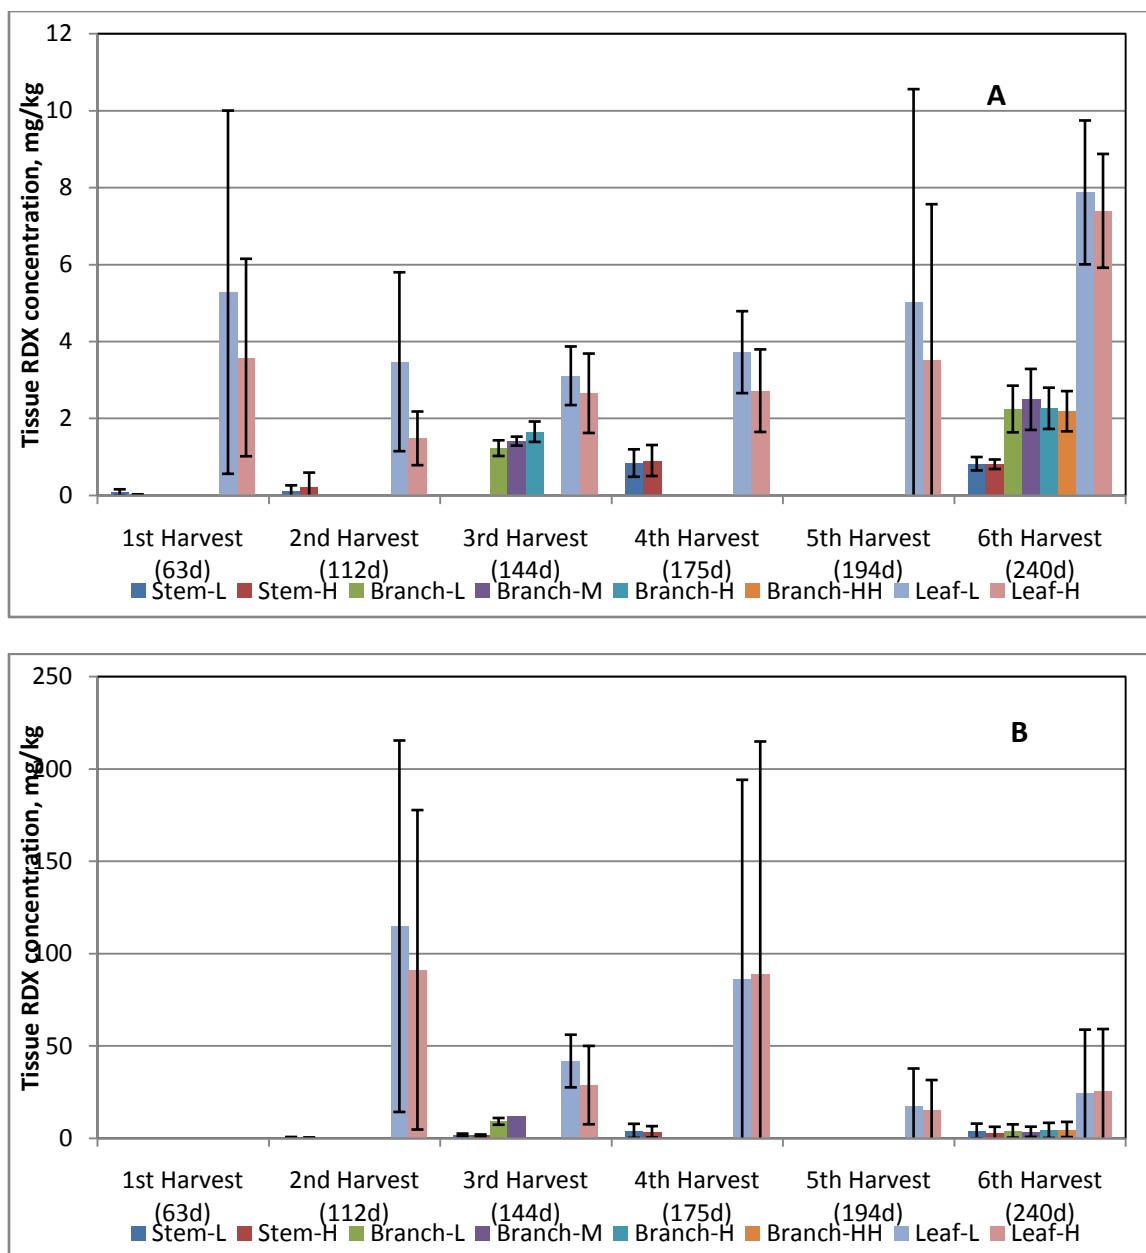 Tissue RDX concentration, mg/kg
12
10
8
6
4
2
0
A
1st Harvest (63d)
2nd Harvest (112d)
3rd Harvest (144d)
4th Harvest (175d)
5th Harvest (194d)
6th Harvest (240d)
Stem-L Stem-H Branch-L Branch-M Branch-H Branch-HH Leaf-L Leaf-H
Tissue RDX concentration, mg/kg
250
200
150
100
50
0
B
1st Harvest (63d)
2nd Harvest (112d)
3rd Harvest (144d)
4th Harvest (175d)
5th Harvest (194d)
6th Harvest (240d)
Stem-L Stem-H Branch-L Branch-M Branch-H Branch-HH Leaf-L Leaf-H